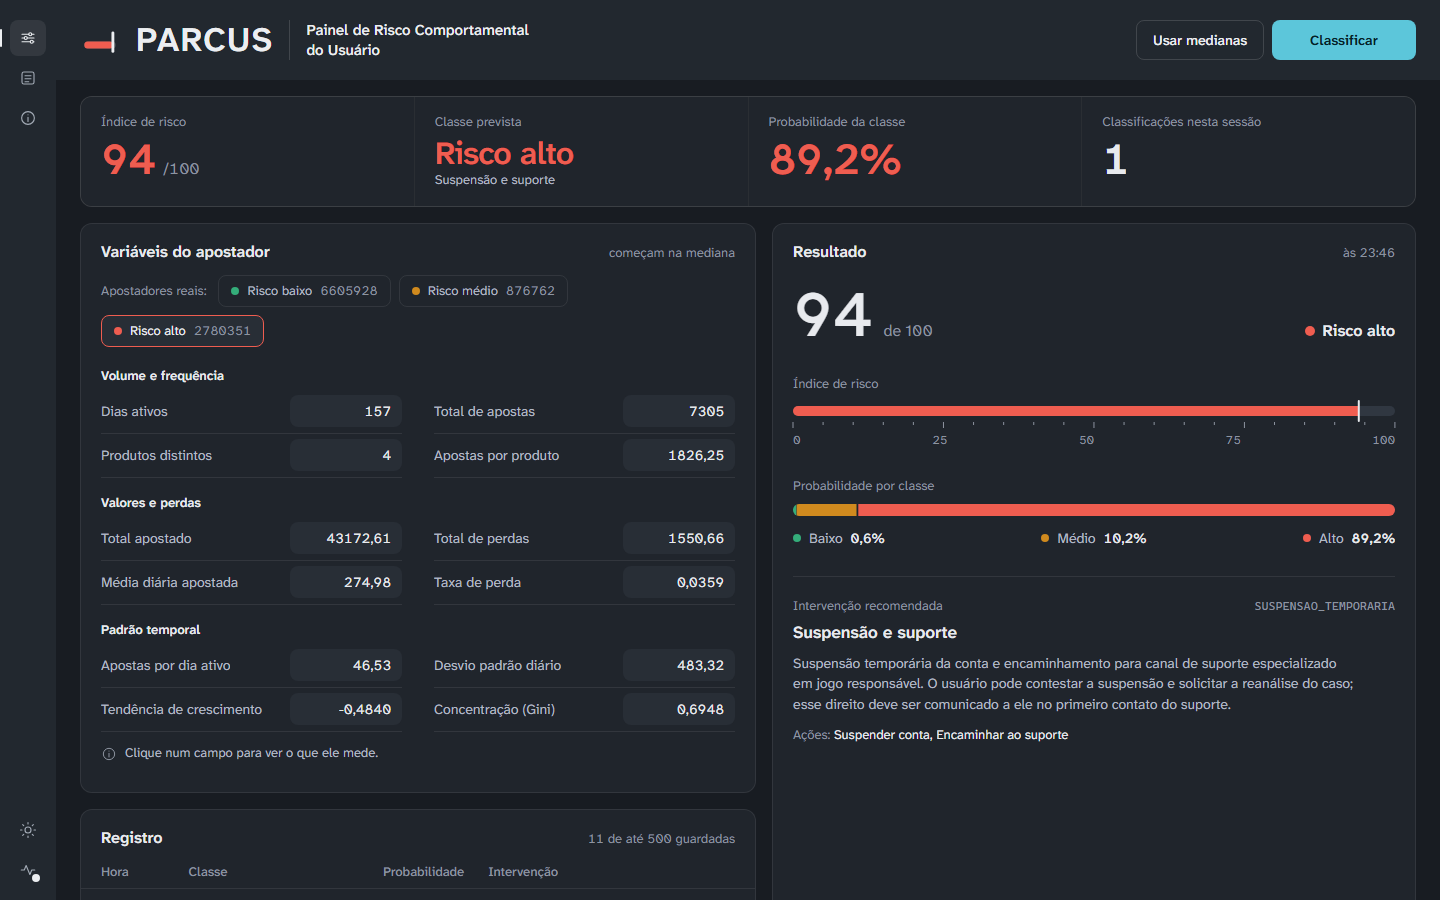 PARCUS
Painel de Risco Comportamental
do Usuário
Usar medianas
Classificar
Índice de risco
94 /100
Classe prevista
Risco alto
Suspensão e suporte
Probabilidade da classe
89,2%
Classificações nesta sessão
1
Variáveis do apostador
começam na mediana
Apostadores reais:
Risco baixo 6605928
Risco médio 876762
Risco alto 2780351
Volume e frequência
Dias ativos 157
Total de apostas 7305
Produtos distintos 4
Apostas por produto 1826,25
Valores e perdas
Total apostado 43172,61
Total de perdas 1550,66
Média diária apostada 274,98
Taxa de perda 0,0359
Padrão temporal
Apostas por dia ativo 46,53
Desvio padrão diário 483,32
Tendência de crescimento -0,4840
Concentração (Gini) 0,6948
Clique num campo para ver o que ele mede.
Registro
11 de até 500 guardadas
Hora Classe Probabilidade Intervenção
Resultado
às 23:46
94 de 100
Risco alto
Índice de risco
0 25 50 75 100
Probabilidade por classe
Baixo 0,6% Médio 10,2% Alto 89,2%
Intervenção recomendada
SUSPENSAO_TEMPORARIA
Suspensão e suporte
Suspensão temporária da conta e encaminhamento para canal de suporte especializado
em jogo responsável. O usuário pode contestar a suspensão e solicitar a reanálise do caso;
esse direito deve ser comunicado a ele no primeiro contato do suporte.
Ações: Suspender conta, Encaminhar ao suporte